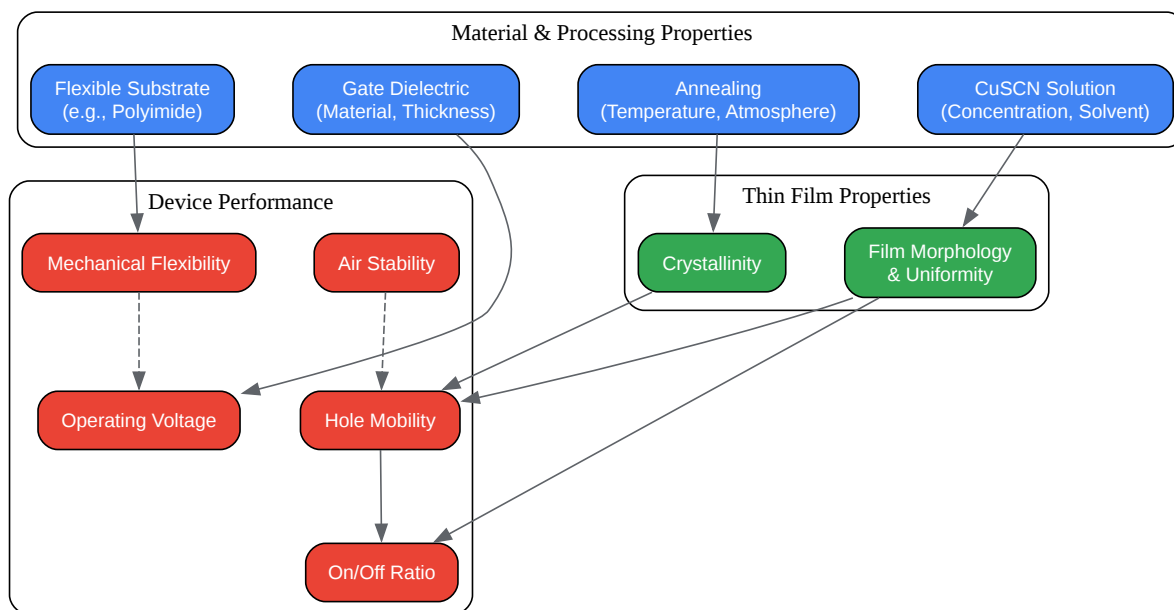 Material & Processing Properties
Flexible Substrate
(e.g., Polyimide)
Gate Dielectric
(Material, Thickness)
Annealing
(Temperature, Atmosphere)
CuSCN Solution
(Concentration, Solvent)
Device Performance
Thin Film Properties
Mechanical Flexibility
Air Stability
Crystallinity
Film Morphology
& Uniformity
Operating Voltage
Hole Mobility
On/Off Ratio